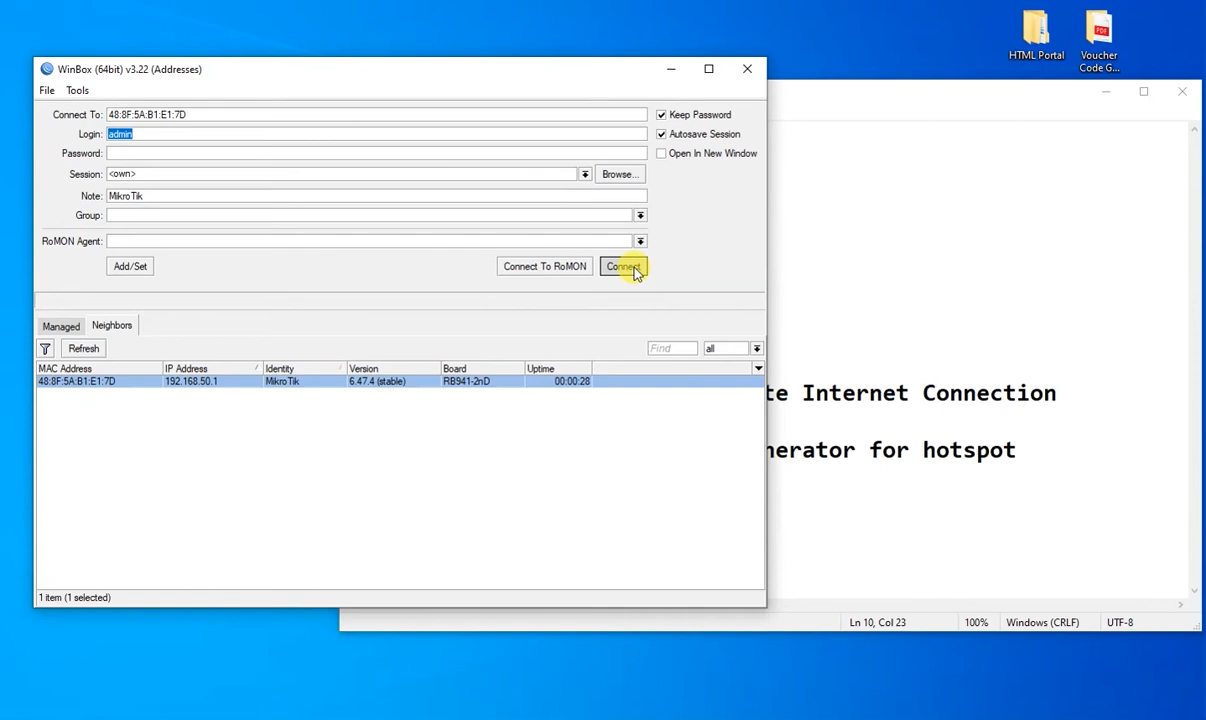 HTML Portal
Voucher
Code G...
WinBox (64bit) v3.22 (Addresses)
File Tools
Connect To: 48:8F:5A:B1:E1:7D
Keep Password
Login: admin
Autosave Session
Password:
Open In New Window
Session: <own>
Browse...
Note: MikroTik
Group:
RoMON Agent:
Add/Set
Connect To RoMON
Connect
Managed Neighbors
Refresh
Find
all
MAC Address IP Address Identity Version Board Uptime
48:8F:5A:B1:E1:7D 192.168.50.1 MikroTik 6.47.4 (stable) RB941-2nD 00:00:28
1 item (1 selected)
te Internet Connection
nerator for hotspot
Ln 10, Col 23 100% Windows (CRLF) UTF-8
PDF